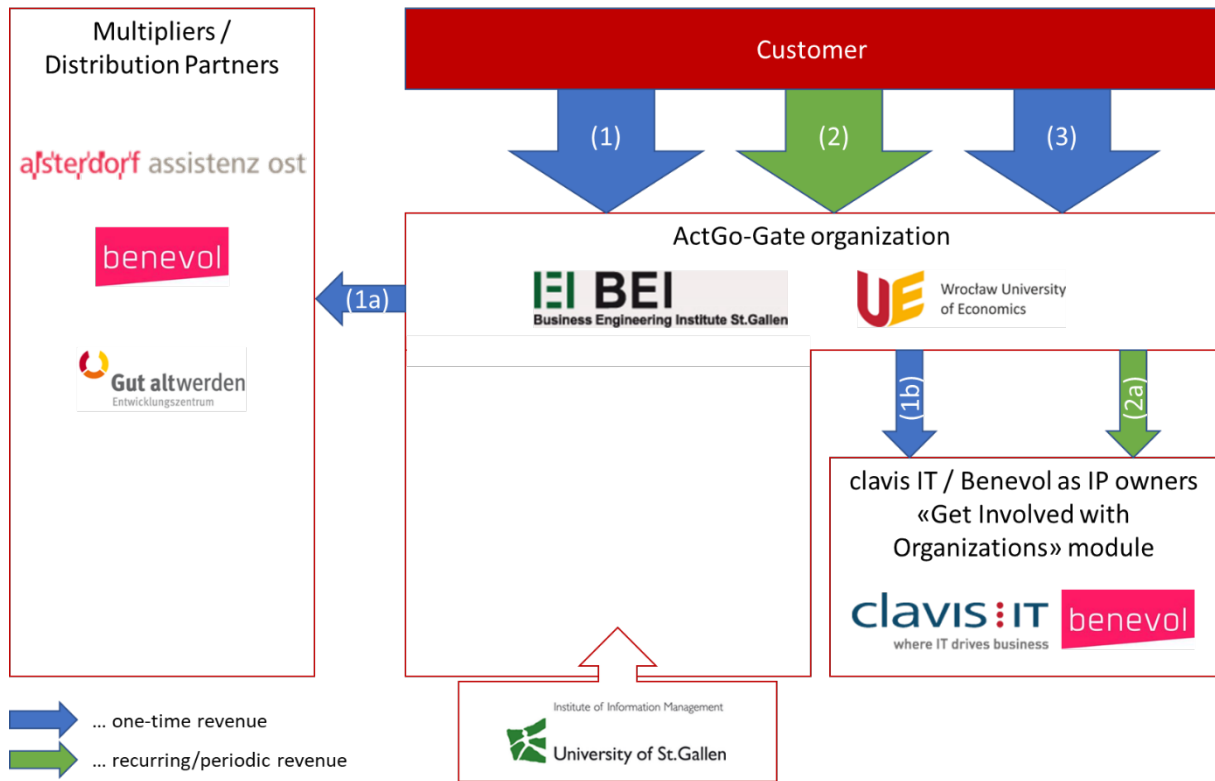 Multipliers /
Distribution Partners
alsterdorf assistenz ost
benevol
Gut altwerden
Entwicklungszentrum
Customer
(1)
(2)
(3)
ActGo-Gate organization
BEI
Business Engineering Institute St.Gallen
UE
Wrocław University
of Economics
(1a)
(1b)
(2a)
clavis IT / Benevol as IP owners
«Get Involved with
Organizations» module
clavis IT
where IT drives business
benevol
Institute of Information Management
University of St.Gallen
... one-time revenue
... recurring/periodic revenue